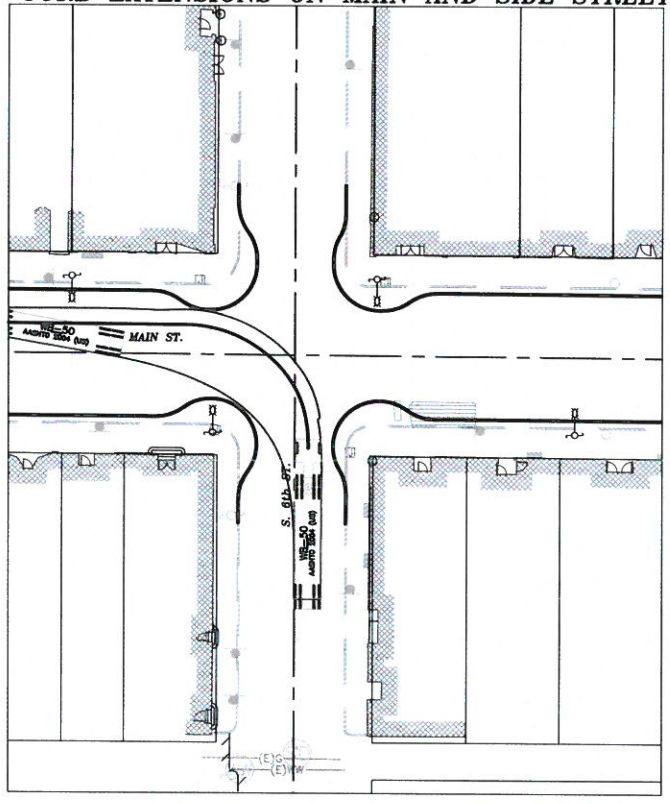 CURB EXTENSIONS ON MAIN AND SIDE STREET
WB-50
AASHTO 2004 (US)
MAIN ST.
S. 6th ST.
WB-50
AASHTO 2004 (US)
(E)G
(E)WW